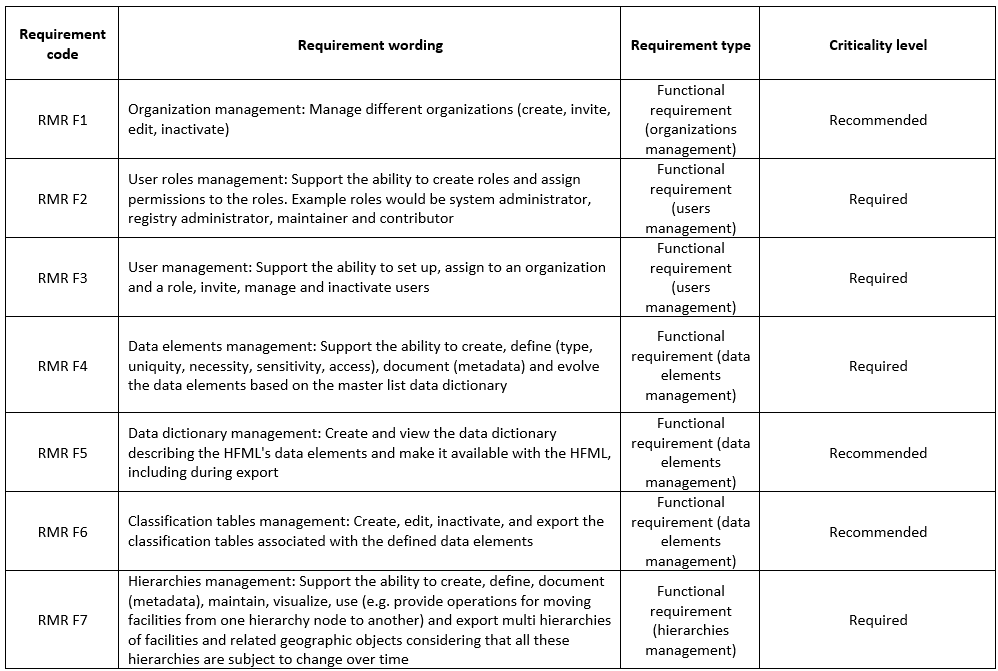 Requirement code
Requirement wording
Requirement type
Criticality level
RMR F1
Organization management: Manage different organizations (create, invite,
edit, inactivate)
Functional
requirement
(organizations
management)
Recommended
RMR F2
User roles management: Support the ability to create roles and assign
permissions to the roles. Example roles would be system administrator,
registry administrator, maintainer and contributor
Functional
requirement
(users
management)
Required
RMR F3
User management: Support the ability to set up, assign to an organization
and a role, invite, manage and inactivate users
Functional
requirement
(users
management)
Required
RMR F4
Data elements management: Support the ability to create, define (type,
uniquity, necessity, sensitivity, access), document (metadata) and evolve
the data elements based on the master list data dictionary
Functional
requirement (data
elements
management)
Required
RMR F5
Data dictionary management: Create and view the data dictionary
describing the HFML's data elements and make it available with the HFML,
including during export
Functional
requirement (data
elements
management)
Recommended
RMR F6
Classification tables management: Create, edit, inactivate, and export the
classification tables associated with the defined data elements
Functional
requirement (data
elements
management)
Recommended
RMR F7
Hierarchies management: Support the ability to create, define, document
(metadata), maintain, visualize, use (e.g. provide operations for moving
facilities from one hierarchy node to another) and export multi hierarchies
of facilities and related geographic objects considering that all these
hierarchies are subject to change over time
Functional
requirement
(hierarchies
management)
Required